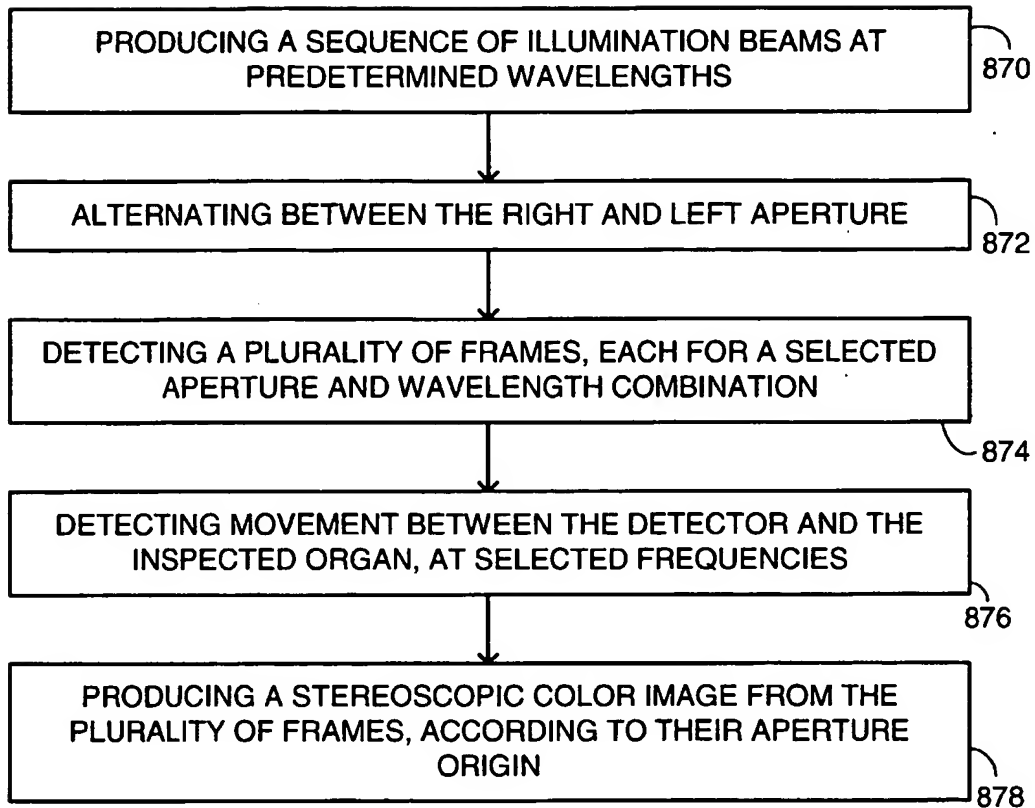 PRODUCING A SEQUENCE OF ILLUMINATION BEAMS AT
PREDETERMINED WAVELENGTHS
870
ALTERNATING BETWEEN THE RIGHT AND LEFT APERTURE
872
DETECTING A PLURALITY OF FRAMES, EACH FOR A SELECTED
APERTURE AND WAVELENGTH COMBINATION
874
DETECTING MOVEMENT BETWEEN THE DETECTOR AND THE
INSPECTED ORGAN, AT SELECTED FREQUENCIES
876
PRODUCING A STEREOSCOPIC COLOR IMAGE FROM THE
PLURALITY OF FRAMES, ACCORDING TO THEIR APERTURE
ORIGIN
878